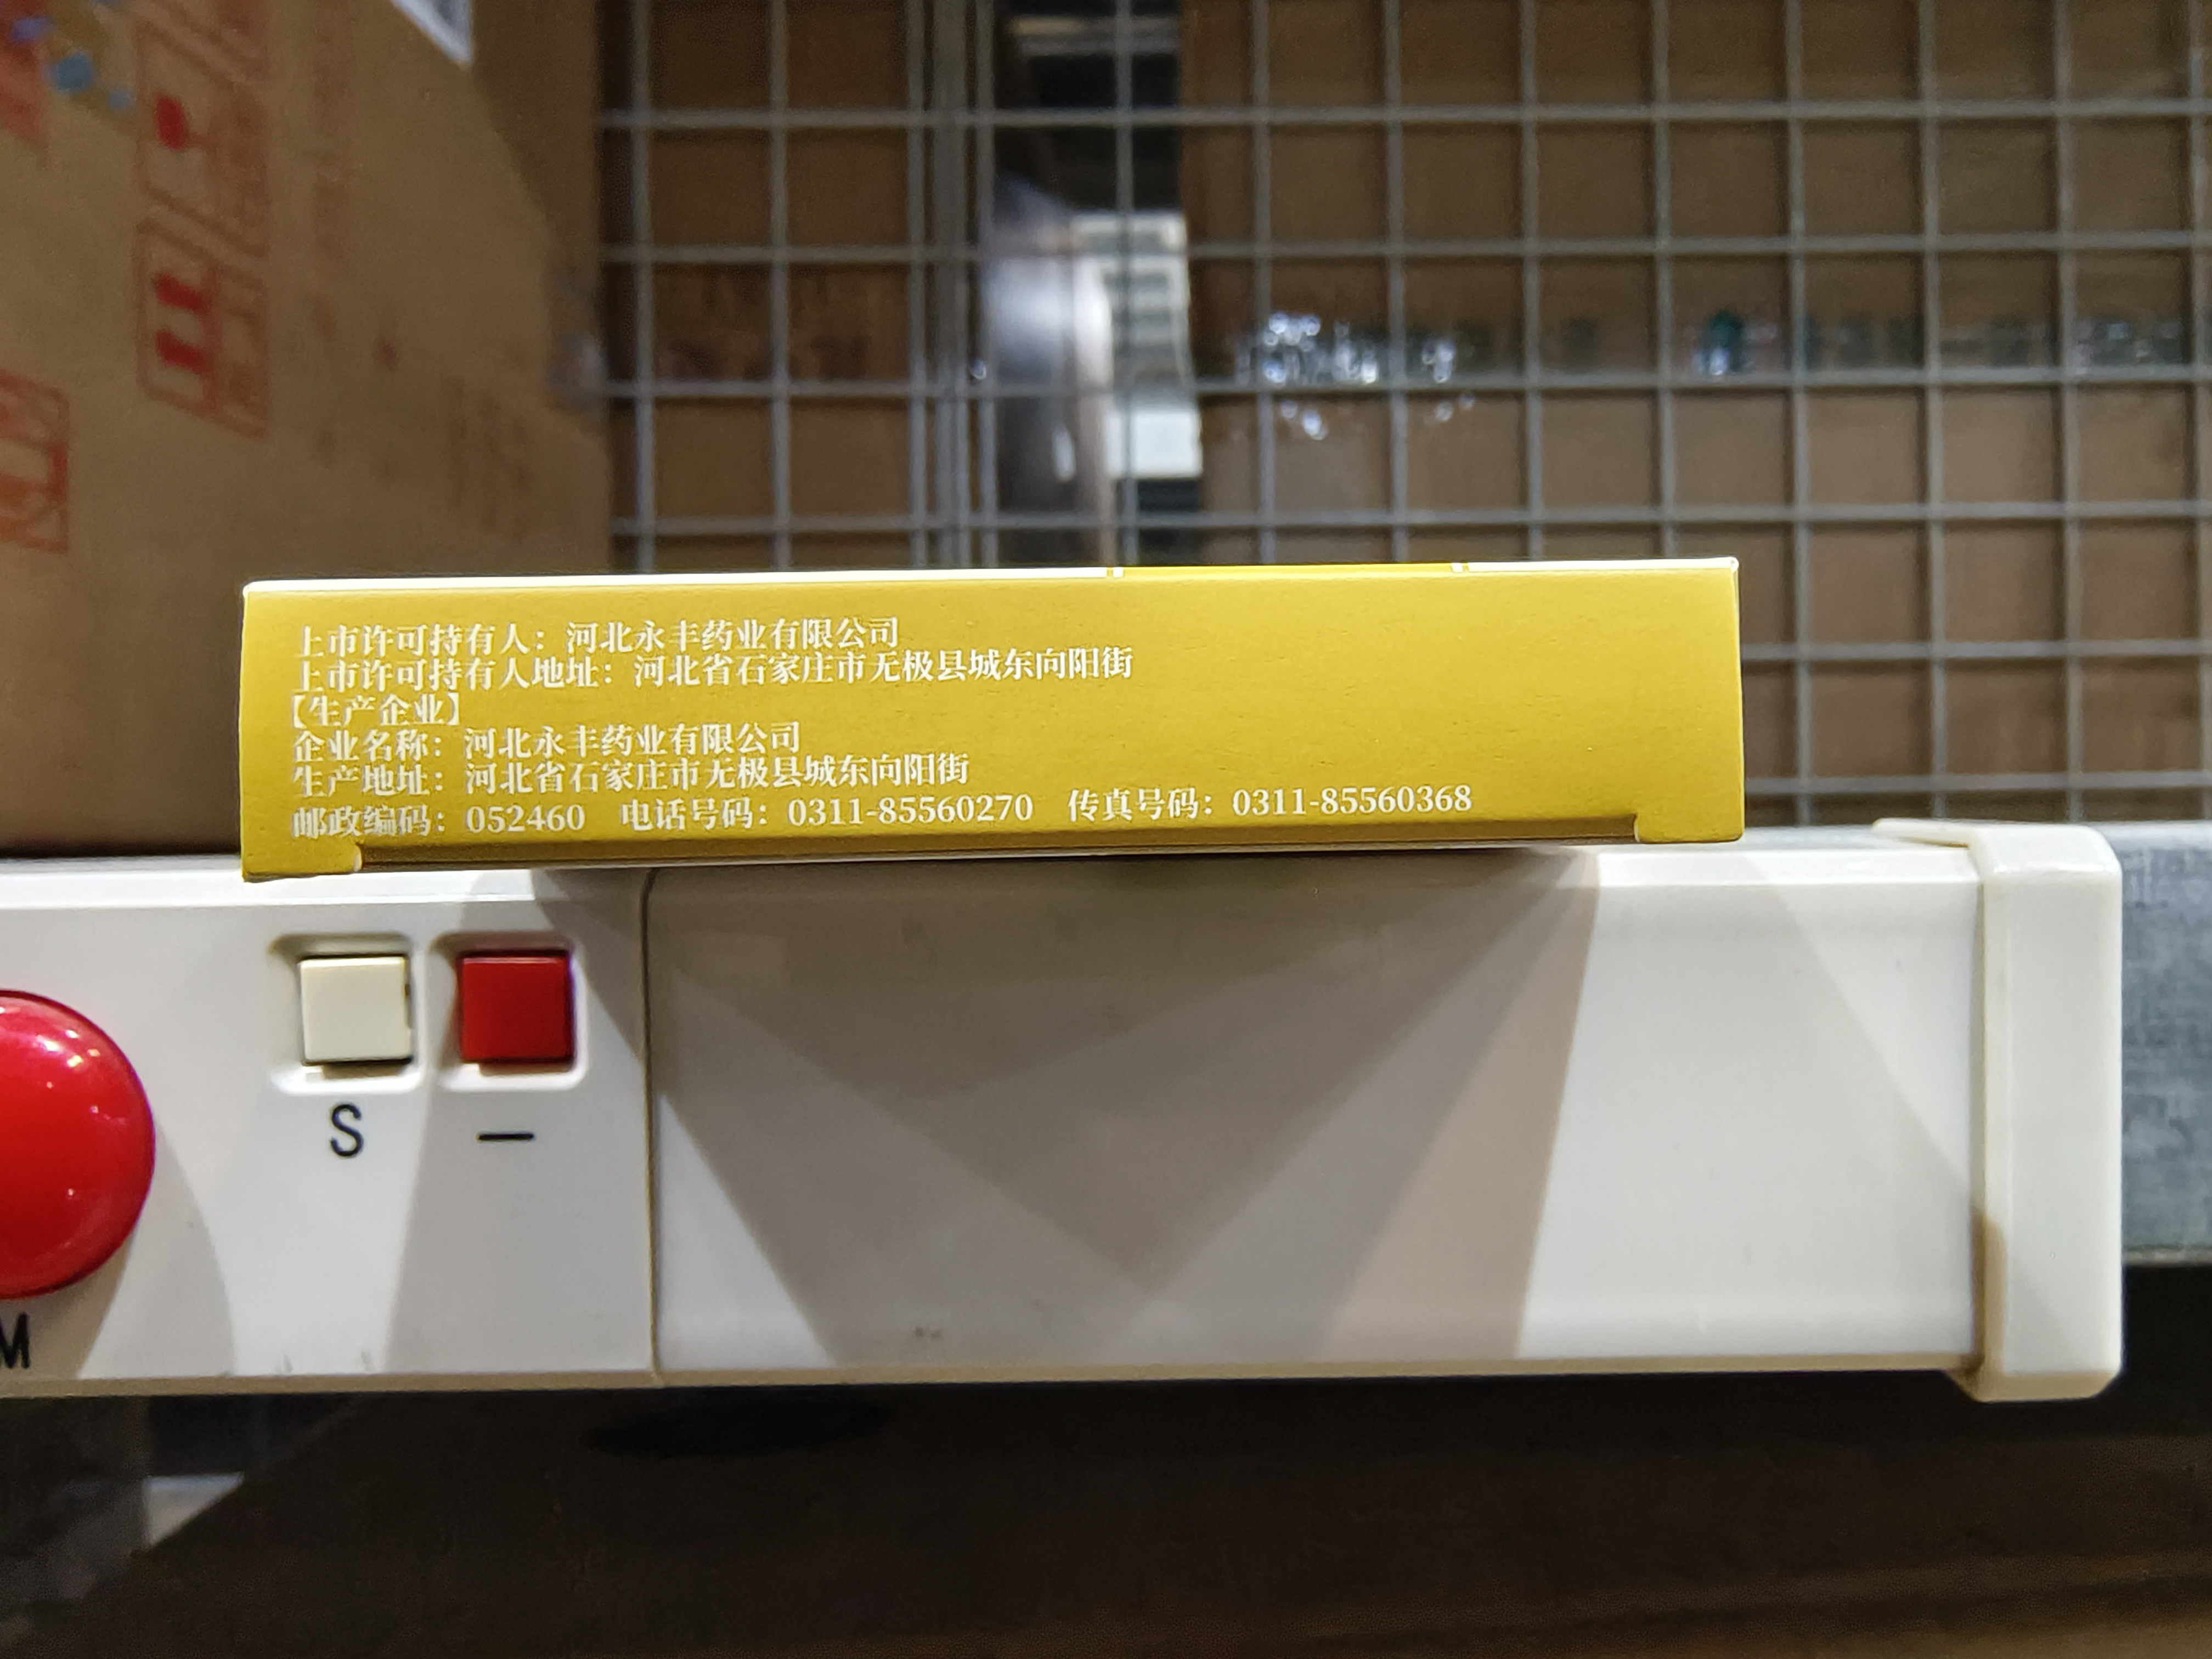 上市许可持有人：河北永丰药业有限公司
上市许可持有人地址：河北省石家庄市无极县城东向阳街
【生产企业】
企业名称：河北永丰药业有限公司
生产地址：河北省石家庄市无极县城东向阳街
邮政编码：052460 电话号码：0311-85560270 传真号码：0311-85560368
S
—
M